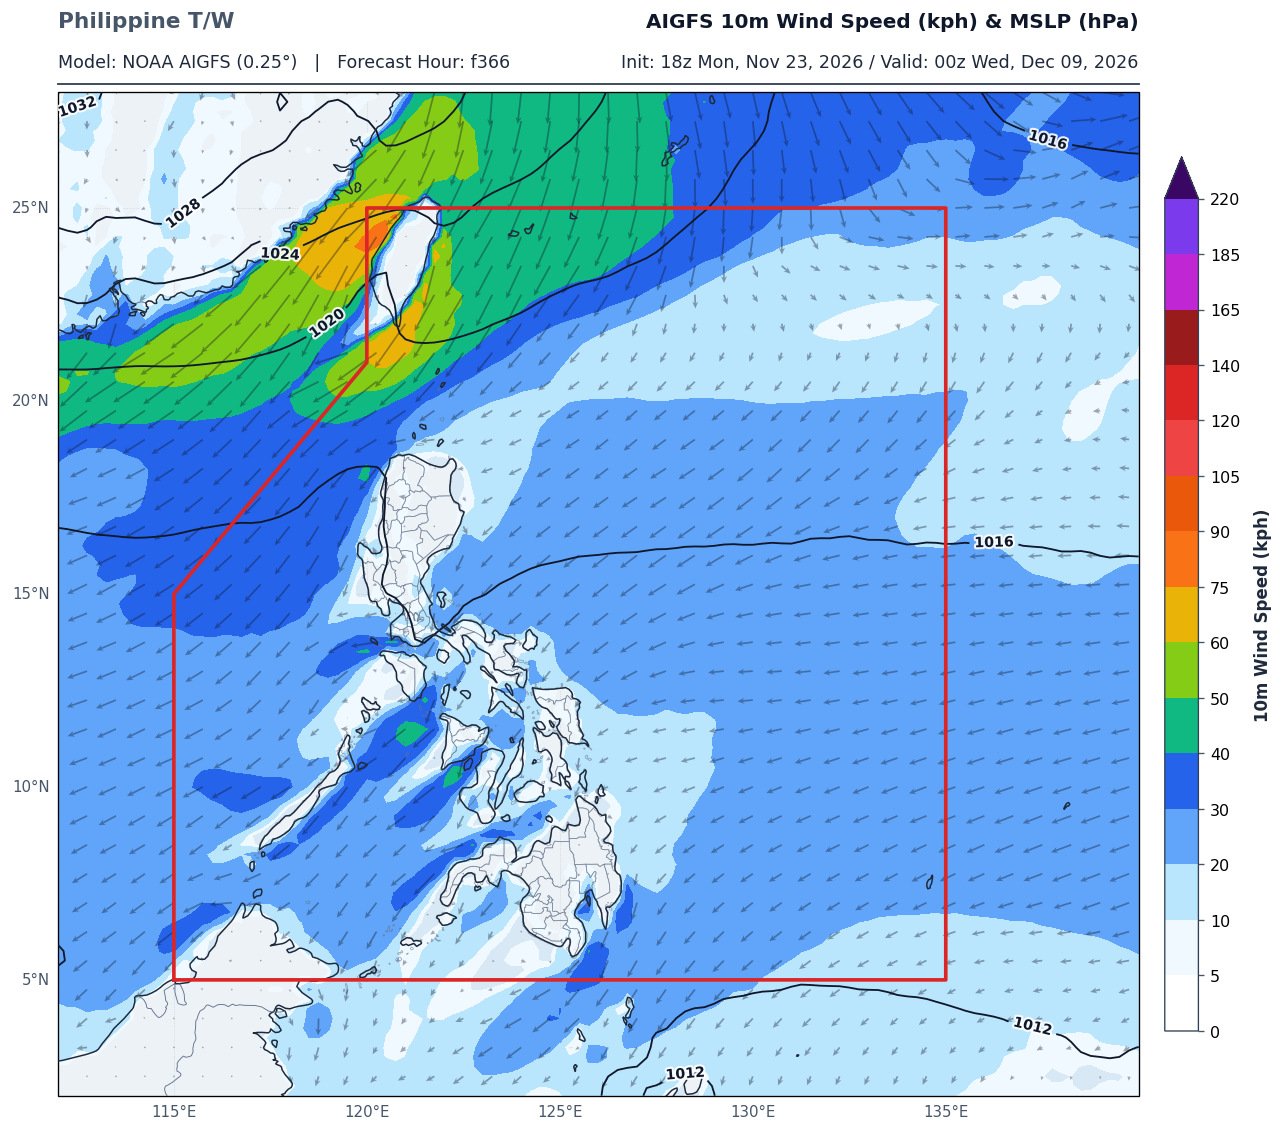 Philippine T/W
AIGFS 10m Wind Speed (kph) & MSLP (hPa)
Model: NOAA AIGFS (0.25°) | Forecast Hour: f366
Init: 18z Mon, Nov 23, 2026 / Valid: 00z Wed, Dec 09, 2026
1032
1016
1028
1024
1020
1016
1012
1012
25°N
20°N
15°N
10°N
5°N
115°E
120°E
125°E
130°E
135°E
220
185
165
140
120
105
90
75
60
50
40
30
20
10
5
0
10m Wind Speed (kph)